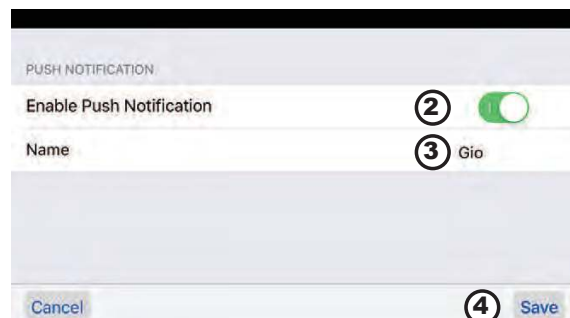 PUSH NOTIFICATION
Enable Push Notification 2
Name 3 Gio
Cancel 4 Save